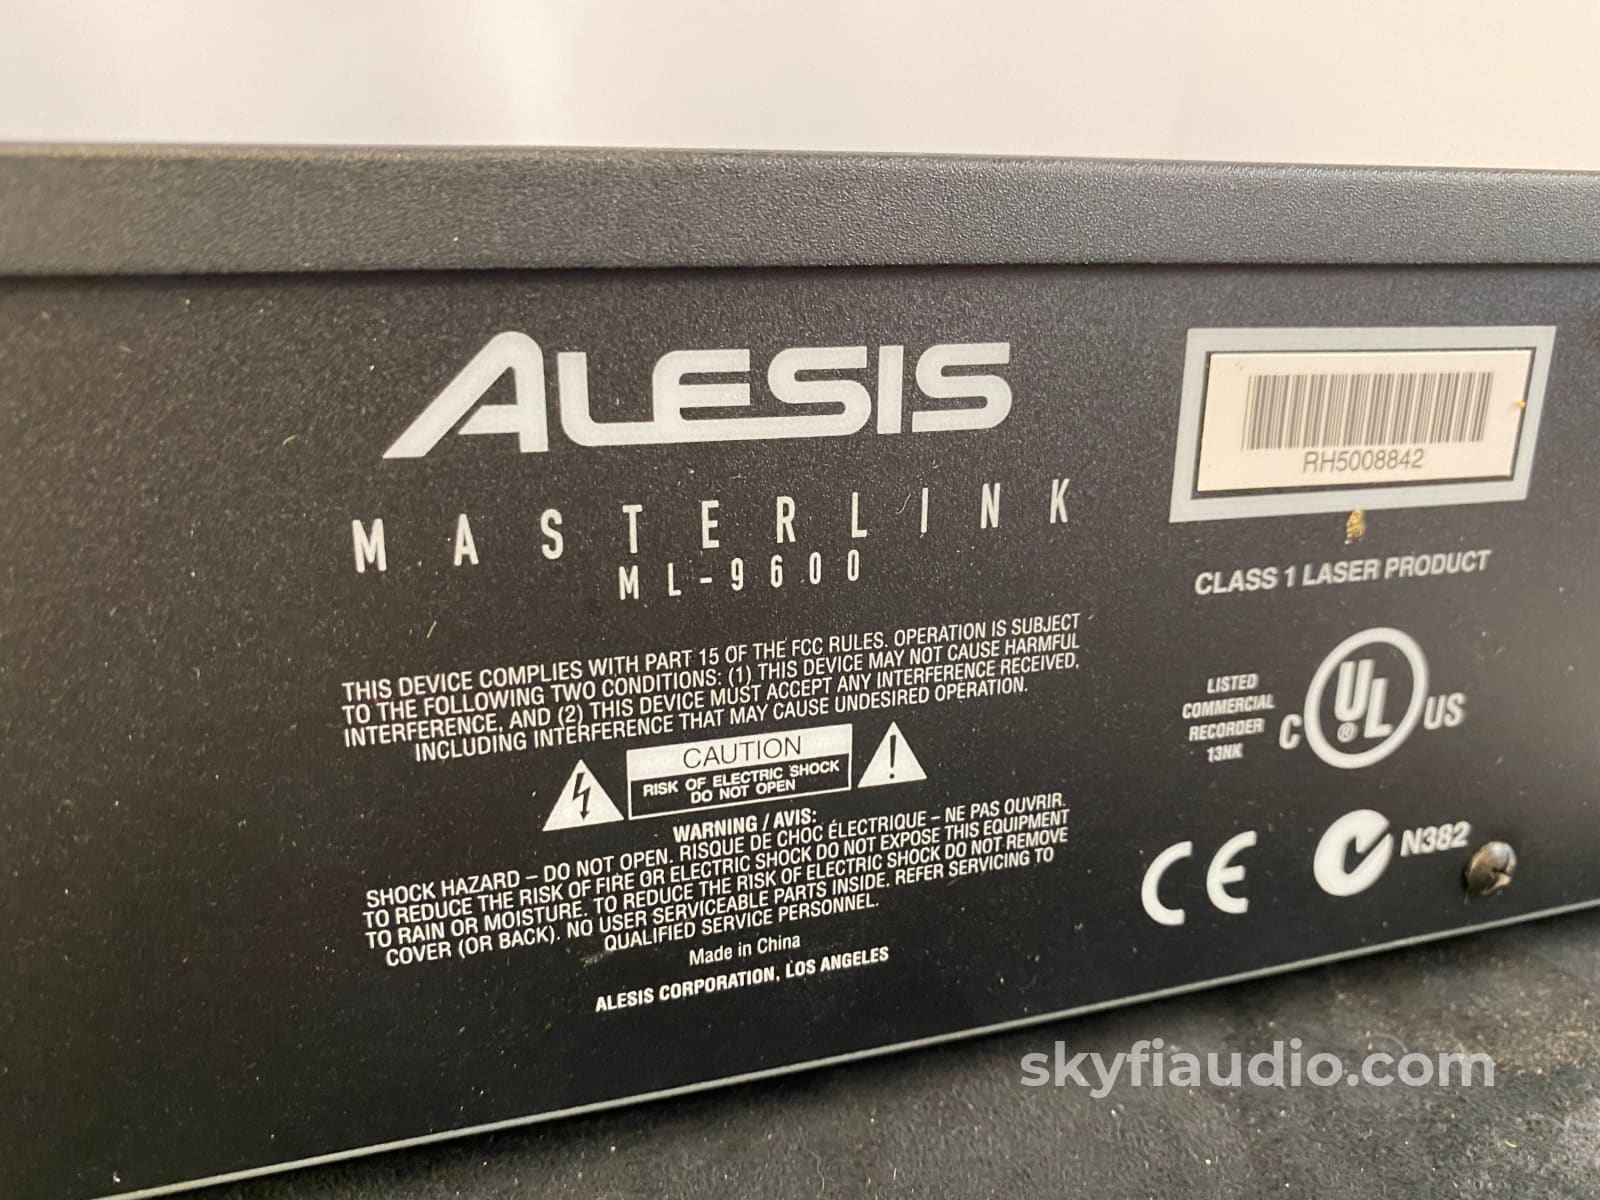 ALESIS
MASTERLINK
ML-9600
THIS DEVICE COMPLIES WITH PART 15 OF THE FCC RULES. OPERATION IS SUBJECT
TO THE FOLLOWING TWO CONDITIONS: (1) THIS DEVICE MAY NOT CAUSE HARMFUL
INTERFERENCE, AND (2) THIS DEVICE MUST ACCEPT ANY INTERFERENCE RECEIVED,
INCLUDING INTERFERENCE THAT MAY CAUSE UNDESIRED OPERATION.
CAUTION
RISK OF ELECTRIC SHOCK
DO NOT OPEN
WARNING / AVIS:
SHOCK HAZARD – DO NOT OPEN. RISQUE DE CHOC ÉLECTRIQUE – NE PAS OUVRIR.
TO REDUCE THE RISK OF FIRE OR ELECTRIC SHOCK DO NOT EXPOSE THIS EQUIPMENT
TO RAIN OR MOISTURE. TO REDUCE THE RISK OF ELECTRIC SHOCK DO NOT REMOVE
COVER (OR BACK). NO USER SERVICEABLE PARTS INSIDE. REFER SERVICING TO
QUALIFIED SERVICE PERSONNEL.
Made in China
ALESIS CORPORATION, LOS ANGELES
RH5008842
CLASS 1 LASER PRODUCT
LISTED
COMMERCIAL
RECORDER
13NK
C UL ® US
CE
N382
skyfiaudio.com